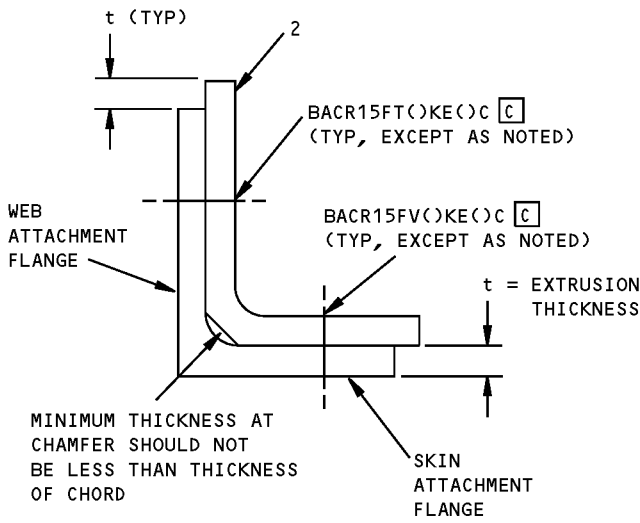 t (TYP)
2
BACR15FT()KE()C C
(TYP, EXCEPT AS NOTED)
WEB
ATTACHMENT
FLANGE
BACR15FV()KE()C C
(TYP, EXCEPT AS NOTED)
t = EXTRUSION
THICKNESS
MINIMUM THICKNESS AT
CHAMFER SHOULD NOT
BE LESS THAN THICKNESS
OF CHORD
SKIN
ATTACHMENT
FLANGE